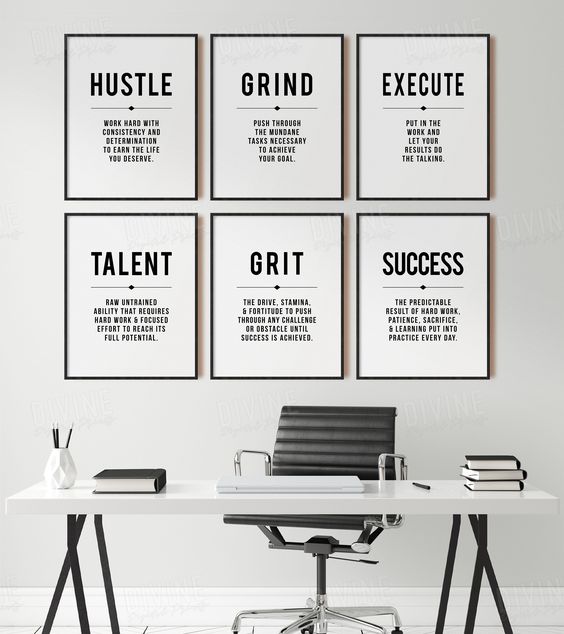 HUSTLE
WORK HARD WITH
CONSISTENCY AND
DETERMINATION
TO EARN THE LIFE
YOU DESERVE.
GRIND
PUSH THROUGH
THE MUNDANE
TASKS NECESSARY
TO ACHIEVE
YOUR GOAL.
EXECUTE
PUT IN THE
WORK AND
LET YOUR
RESULTS DO
THE TALKING.
TALENT
RAW UNTRAINED
ABILITY THAT REQUIRES
HARD WORK & FOCUSED
EFFORT TO REACH ITS
FULL POTENTIAL.
GRIT
THE DRIVE, STAMINA,
& FORTITUDE TO PUSH
THROUGH ANY CHALLENGE
OR OBSTACLE UNTIL
SUCCESS IS ACHIEVED.
SUCCESS
THE PREDICTABLE
RESULT OF HARD WORK,
PATIENCE, SACRIFICE,
& LEARNING PUT INTO
PRACTICE EVERY DAY.
DIVINE